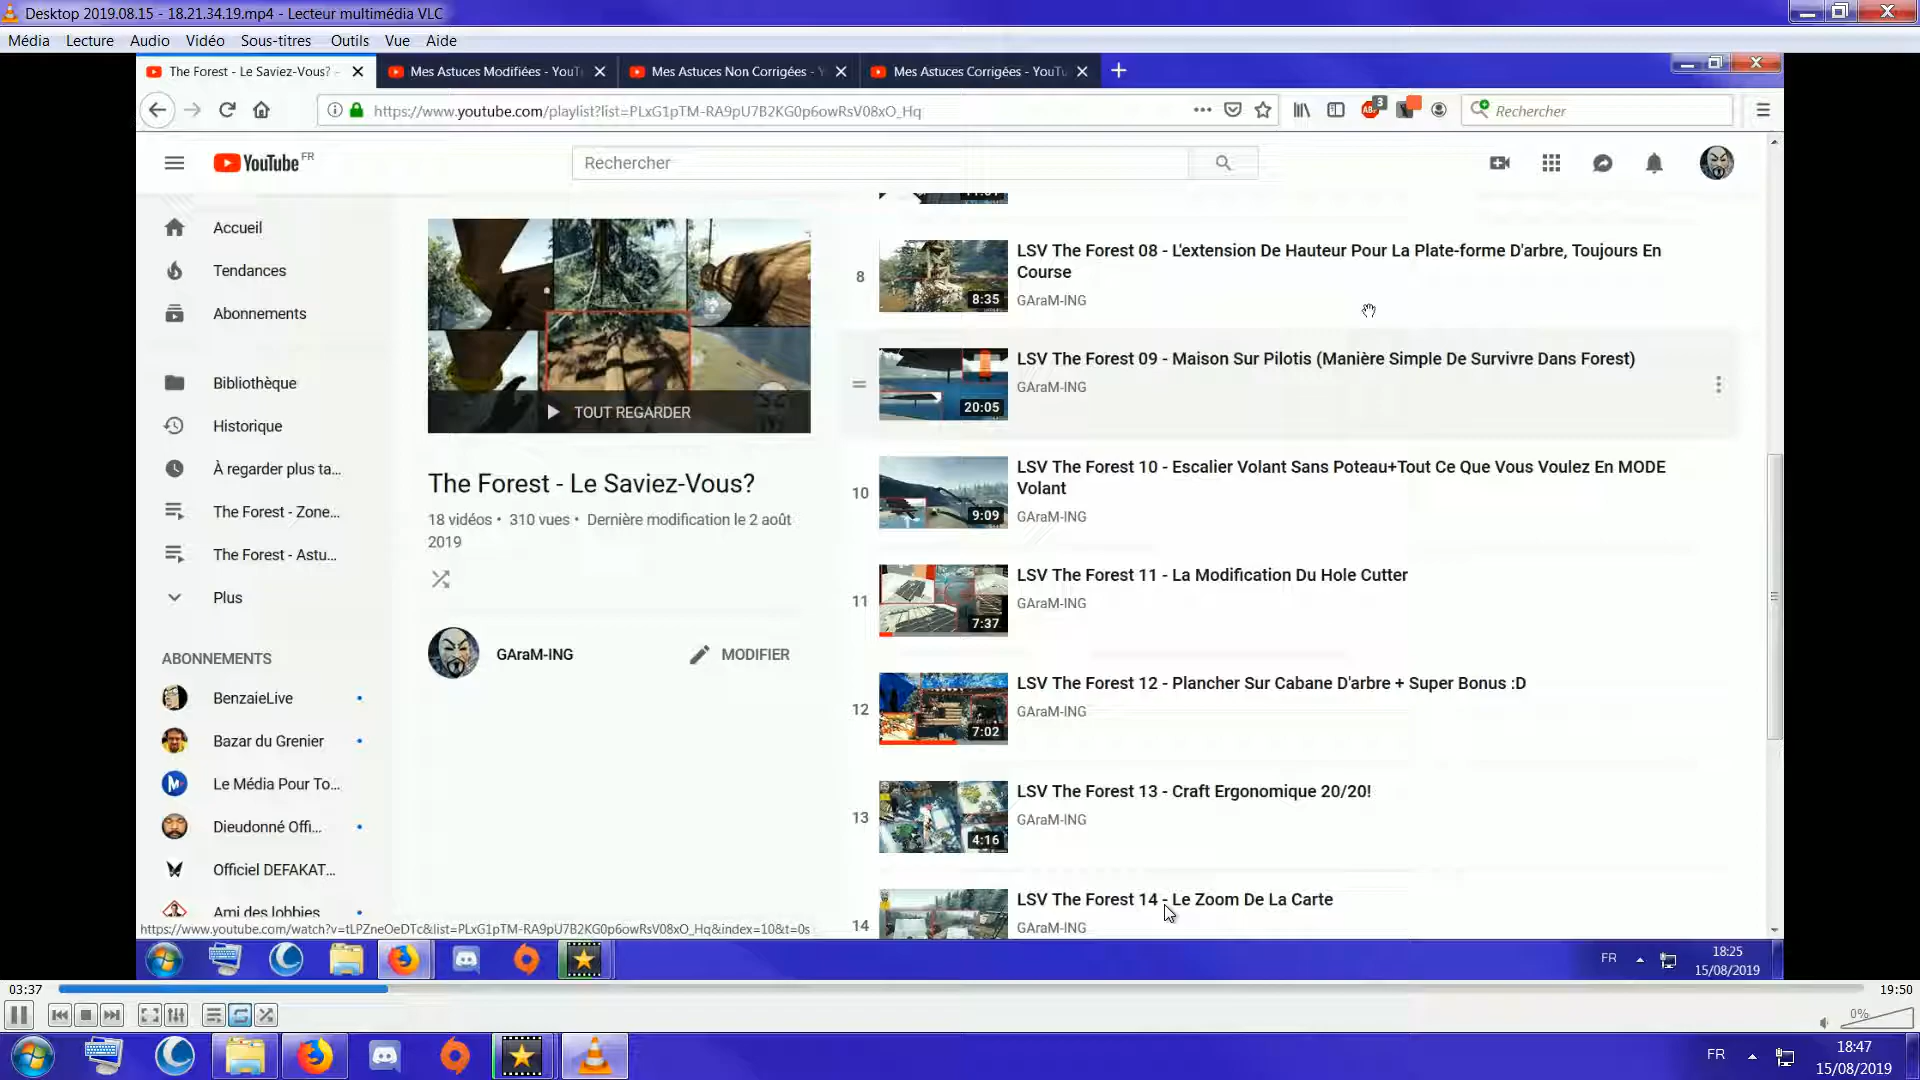 Desktop 2019.08.15 - 18.21.34.19.mp4 - Lecteur multimédia VLC
Média Lecture Audio Vidéo Sous-titres Outils Vue Aide
The Forest - Le Saviez-Vous? -
Mes Astuces Modifiées - YouT
Mes Astuces Non Corrigées - Y
Mes Astuces Corrigées - YouTu
https://www.youtube.com/playlist?list=PLxG1pTM-RA9pU7B2KG0p6owRsV08xO_Hq
ABP
3
Rechercher
YouTube FR
Rechercher
Accueil
Tendances
Abonnements
Bibliothèque
Historique
À regarder plus ta...
The Forest - Zone...
The Forest - Astu...
Plus
ABONNEMENTS
BenzaieLive
Bazar du Grenier
Le Média Pour To...
Dieudonné Offi...
Officiel DEFAKAT...
Ami des lobbies
TOUT REGARDER
The Forest - Le Saviez-Vous?
18 vidéos • 310 vues • Dernière modification le 2 août
2019
GAraM-ING
MODIFIER
8
8:35
LSV The Forest 08 - L'extension De Hauteur Pour La Plate-forme D'arbre, Toujours En
Course
GAraM-ING
20:05
LSV The Forest 09 - Maison Sur Pilotis (Manière Simple De Survivre Dans Forest)
GAraM-ING
10
9:09
LSV The Forest 10 - Escalier Volant Sans Poteau+Tout Ce Que Vous Voulez En MODE
Volant
GAraM-ING
11
7:37
LSV The Forest 11 - La Modification Du Hole Cutter
GAraM-ING
12
7:02
LSV The Forest 12 - Plancher Sur Cabane D'arbre + Super Bonus :D
GAraM-ING
13
4:16
LSV The Forest 13 - Craft Ergonomique 20/20!
GAraM-ING
14
LSV The Forest 14 - Le Zoom De La Carte
GAraM-ING
https://www.youtube.com/watch?v=tLPZneOeDTc&list=PLxG1pTM-RA9pU7B2KG0p6owRsV08xO_Hq&index=10&t=0s
FR
18:25
15/08/2019
03:37
19:50
0%
FR
18:47
15/08/2019